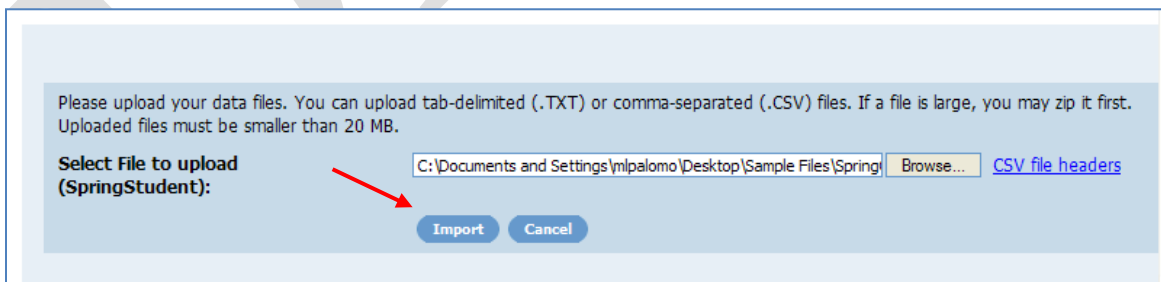 Please upload your data files. You can upload tab-delimited (.TXT) or comma-separated (.CSV) files. If a file is large, you may zip it first.
Uploaded files must be smaller than 20 MB.
Select File to upload
(SpringStudent):
C:\Documents and Settings\mlpalomo\Desktop\Sample Files\Spring
Browse...
CSV file headers
Import
Cancel